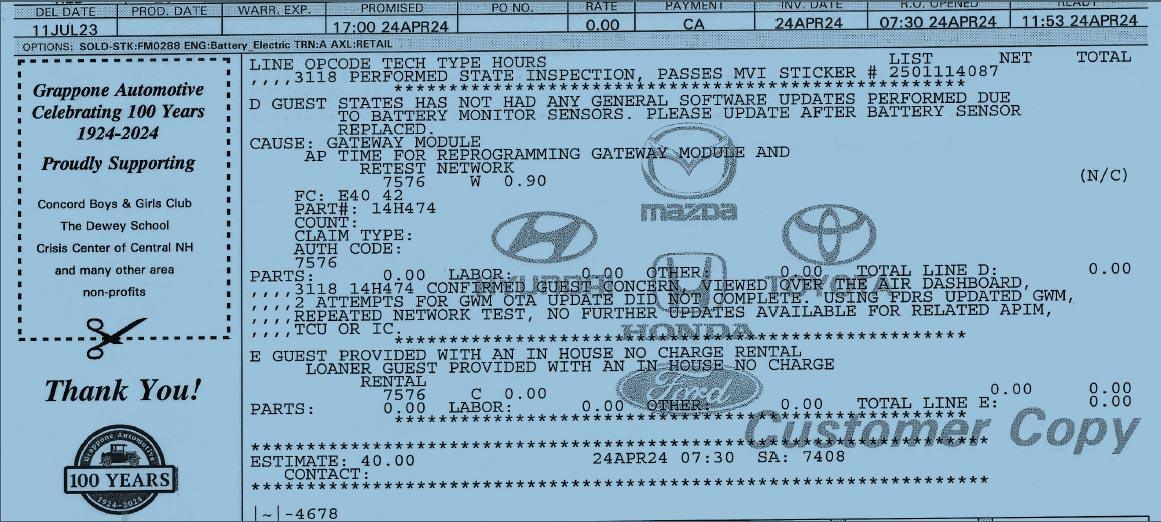 DEL DATE PROD. DATE WARR. EXP. PROMISED PO NO. RATE PAYMENT INV. DATE R.O. OPENED READY
11JUL23 17:00 24APR24 0.00 CA 24APR24 07:30 24APR24 11:53 24APR24
OPTIONS: SOLD-STK:FM0288 ENG:Battery_Electric TRN:A AXL:RETAIL
Grappone Automotive
Celebrating 100 Years
1924-2024
Proudly Supporting
Concord Boys & Girls Club
The Dewey School
Crisis Center of Central NH
and many other area
non-profits
Thank You!
Grappone Automotive
100 YEARS
1924-2024
LINE OPCODE TECH TYPE HOURS LIST NET TOTAL
,,,,3118 PERFORMED STATE INSPECTION, PASSES MVI STICKER # 2501114087
*****************************************************
D GUEST STATES HAS NOT HAD ANY GENERAL SOFTWARE UPDATES PERFORMED DUE
TO BATTERY MONITOR SENSORS. PLEASE UPDATE AFTER BATTERY SENSOR
REPLACED.
CAUSE: GATEWAY MODULE
AP TIME FOR REPROGRAMMING GATEWAY MODULE AND
RETEST NETWORK
7576 W 0.90 (N/C)
FC: E40 42
PART#: 14H474
COUNT:
CLAIM TYPE:
AUTH CODE:
7576
PARTS: 0.00 LABOR: 0.00 OTHER: 0.00 TOTAL LINE D: 0.00
,,,,3118 14H474 CONFIRMED GUEST CONCERN, VIEWED OVER THE AIR DASHBOARD,
,,,,2 ATTEMPTS FOR GWM OTA UPDATE DID NOT COMPLETE. USING FDRS UPDATED GWM,
,,,,REPEATED NETWORK TEST, NO FURTHER UPDATES AVAILABLE FOR RELATED APIM,
,,,,TCU OR IC.
*****************************************************
E GUEST PROVIDED WITH AN IN HOUSE NO CHARGE RENTAL
LOANER GUEST PROVIDED WITH AN IN HOUSE NO CHARGE
RENTAL
7576 C 0.00 0.00 0.00
PARTS: 0.00 LABOR: 0.00 OTHER: 0.00 TOTAL LINE E: 0.00
*****************************************************
mazda
HYUNDAI
TOYOTA
HONDA
Ford
Customer Copy
***********************************************************************
ESTIMATE: 40.00 24APR24 07:30 SA: 7408
CONTACT:
***********************************************************************
|~|-4678